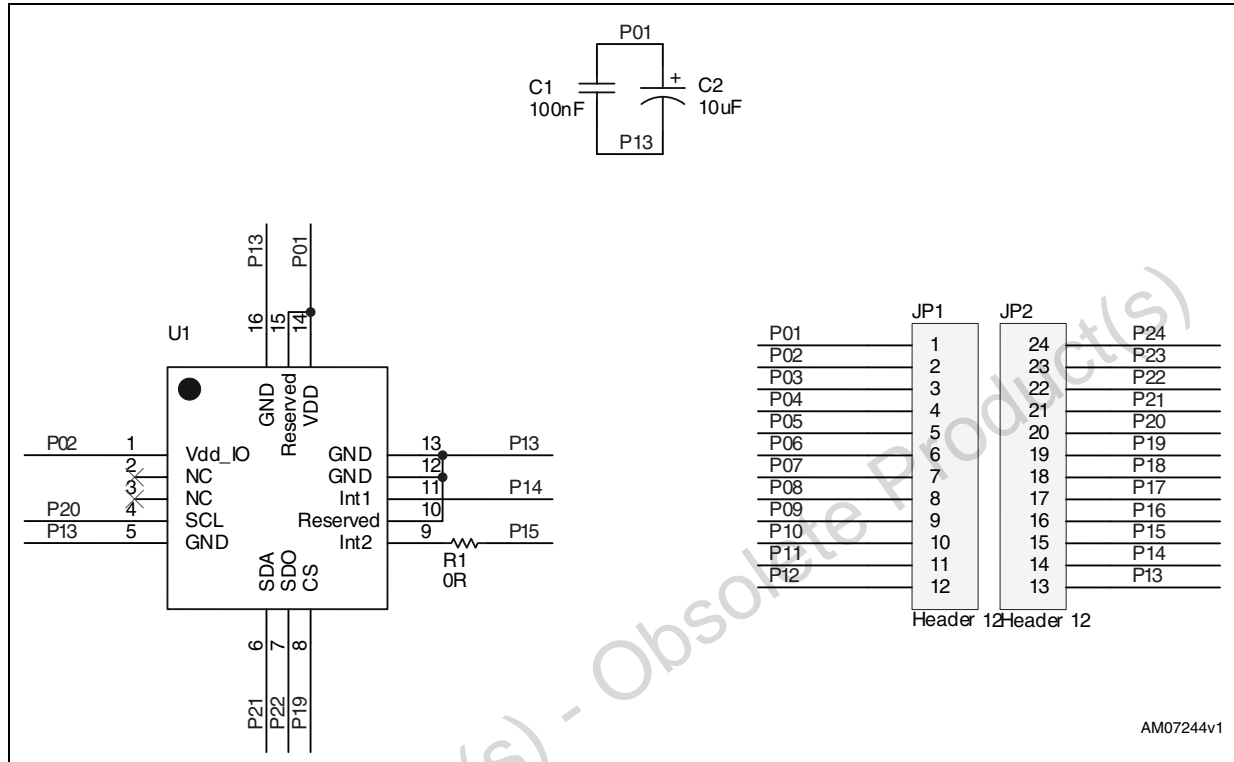 P01
C1
100nF
+
C2
10uF
P13
P13
P01
16
15
14
U1
GND
Reserved
VDD
P02
1
Vdd_IO
2
NC
3
NC
P20
4
SCL
P13
5
GND
GND
13
P13
GND
12
Int1
11
P14
Reserved
10
Int2
9
P15
R1
0R
SDA
SDO
CS
6
7
8
P21
P22
P19
JP1
P01
1
P02
2
P03
3
P04
4
P05
5
P06
6
P07
7
P08
8
P09
9
P10
10
P11
11
P12
12
Header 12
JP2
24
P24
23
P23
22
P22
21
P21
20
P20
19
P19
18
P18
17
P17
16
P16
15
P15
14
P14
13
P13
Header 12
(s) - Obsolete Product(s)
AM07244v1